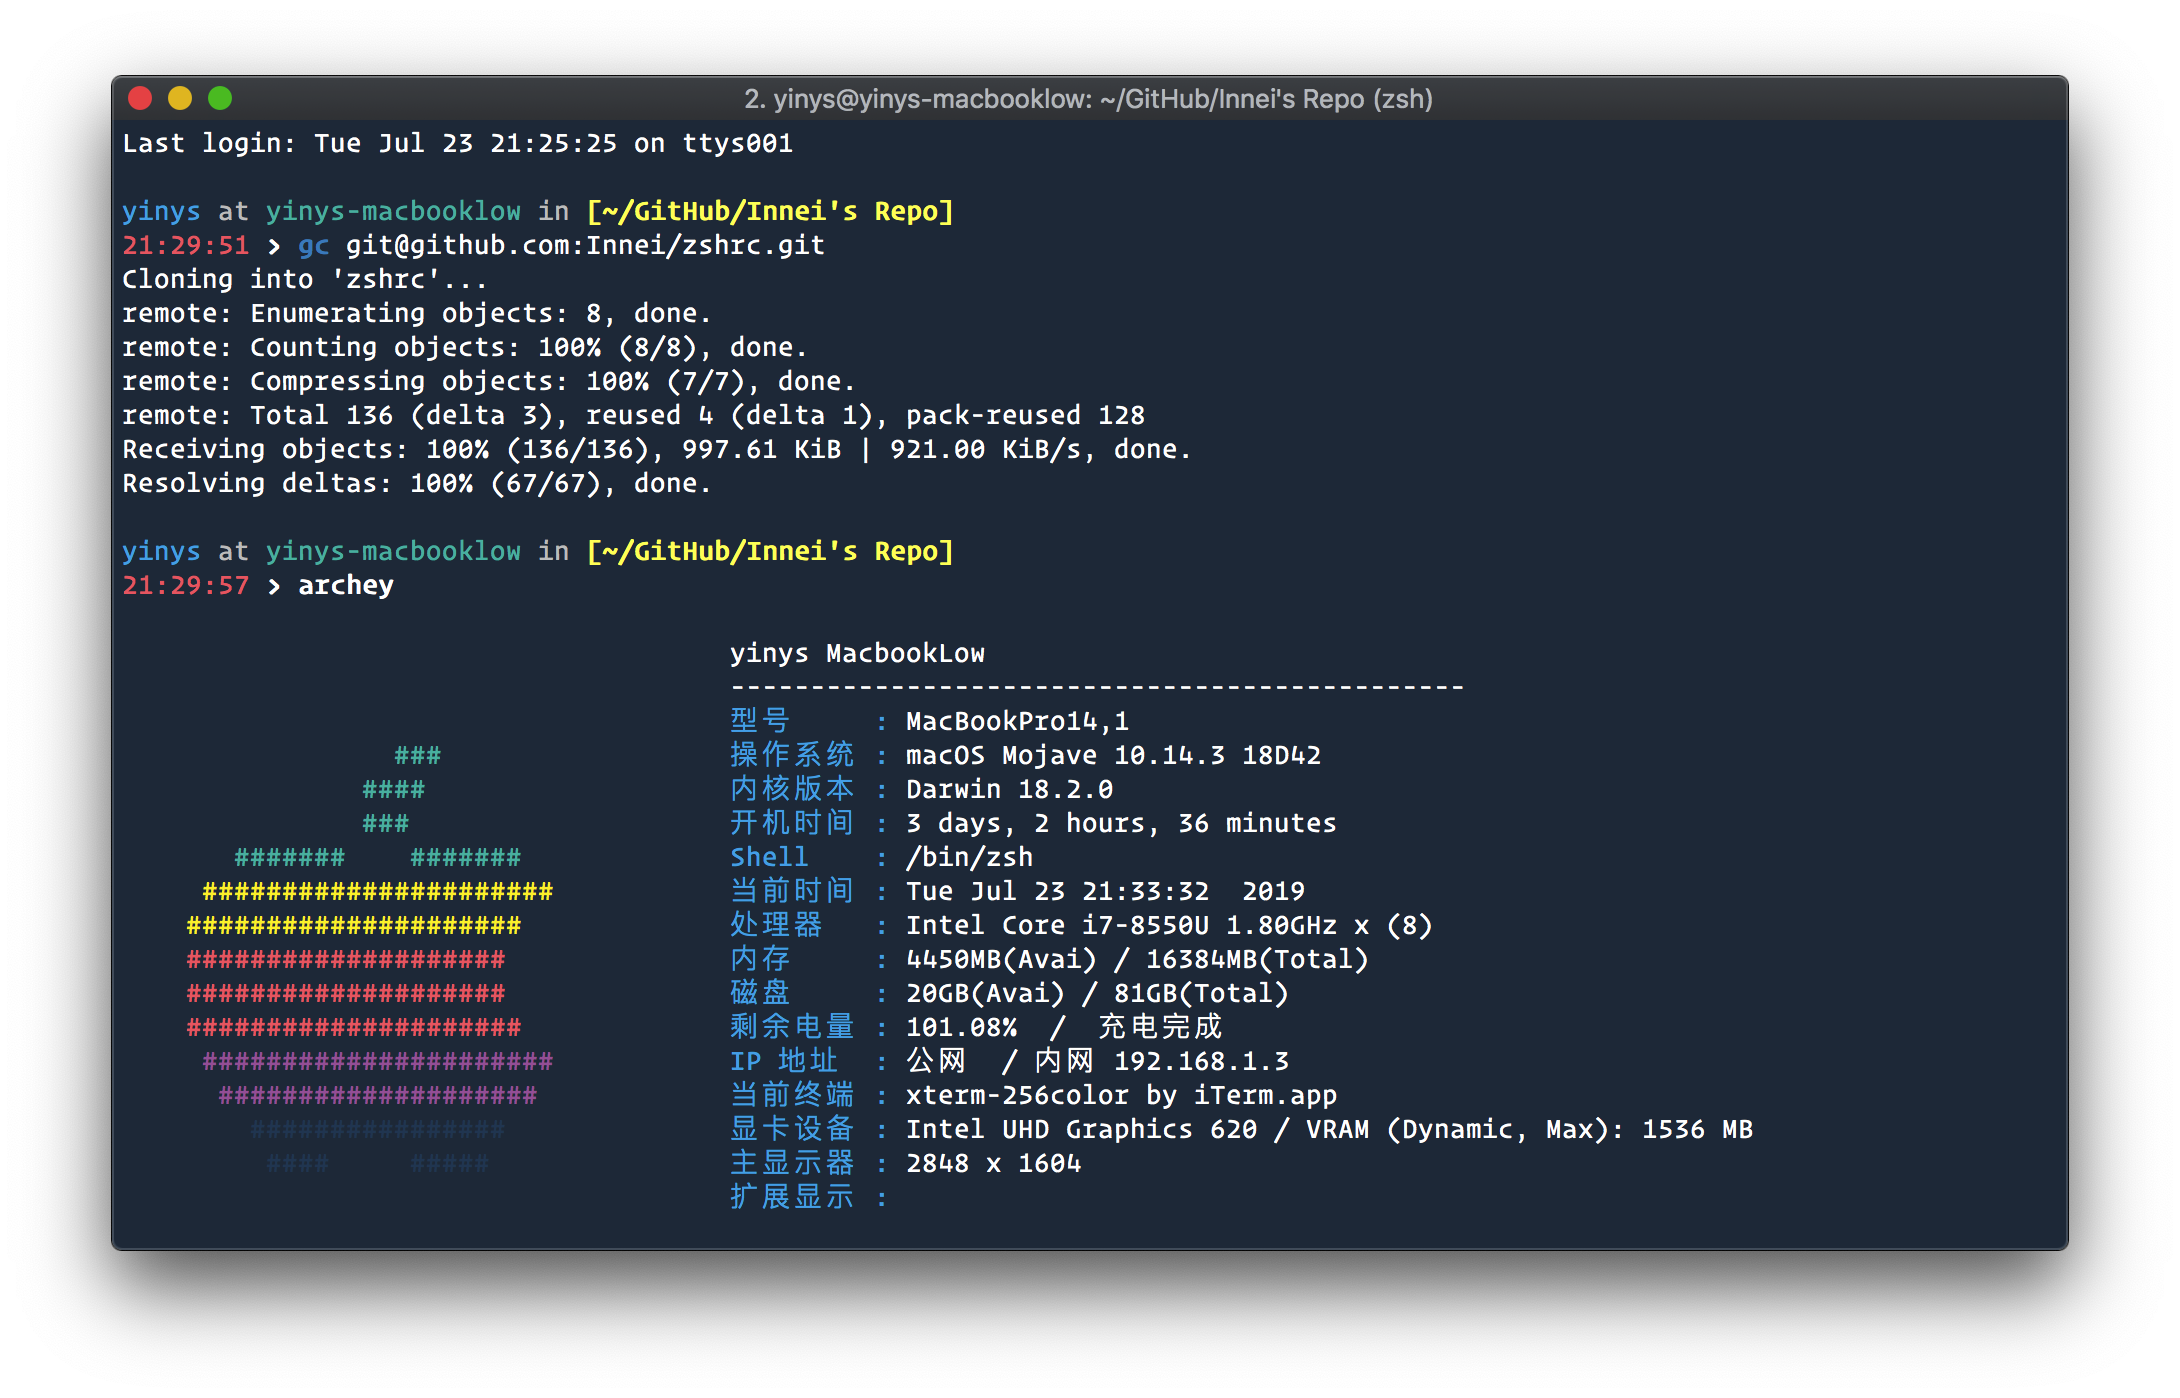 2. yinys@yinys-macbooklow: ~/GitHub/Innei's Repo (zsh)
Last login: Tue Jul 23 21:25:25 on ttys001
yinys at yinys-macbooklow in [~/GitHub/Innei's Repo]
21:29:51 › gc git@github.com:Innei/zshrc.git
Cloning into 'zshrc'...
remote: Enumerating objects: 8, done.
remote: Counting objects: 100% (8/8), done.
remote: Compressing objects: 100% (7/7), done.
remote: Total 136 (delta 3), reused 4 (delta 1), pack-reused 128
Receiving objects: 100% (136/136), 997.61 KiB | 921.00 KiB/s, done.
Resolving deltas: 100% (67/67), done.
yinys at yinys-macbooklow in [~/GitHub/Innei's Repo]
21:29:57 › archey
yinys MacbookLow
----------------------------------------------
型号 : MacBookPro14,1
### 操作系统 : macOS Mojave 10.14.3 18D42
#### 内核版本 : Darwin 18.2.0
### 开机时间 : 3 days, 2 hours, 36 minutes
####### ####### Shell : /bin/zsh
###################### 当前时间 : Tue Jul 23 21:33:32 2019
##################### 处理器 : Intel Core i7-8550U 1.80GHz x (8)
#################### 内存 : 4450MB(Avai) / 16384MB(Total)
#################### 磁盘 : 20GB(Avai) / 81GB(Total)
##################### 剩余电量 : 101.08% / 充电完成
###################### IP 地址 : 公网 / 内网 192.168.1.3
#################### 当前终端 : xterm-256color by iTerm.app
################ 显卡设备 : Intel UHD Graphics 620 / VRAM (Dynamic, Max): 1536 MB
#### ##### 主显示器 : 2848 x 1604
扩展显示 :